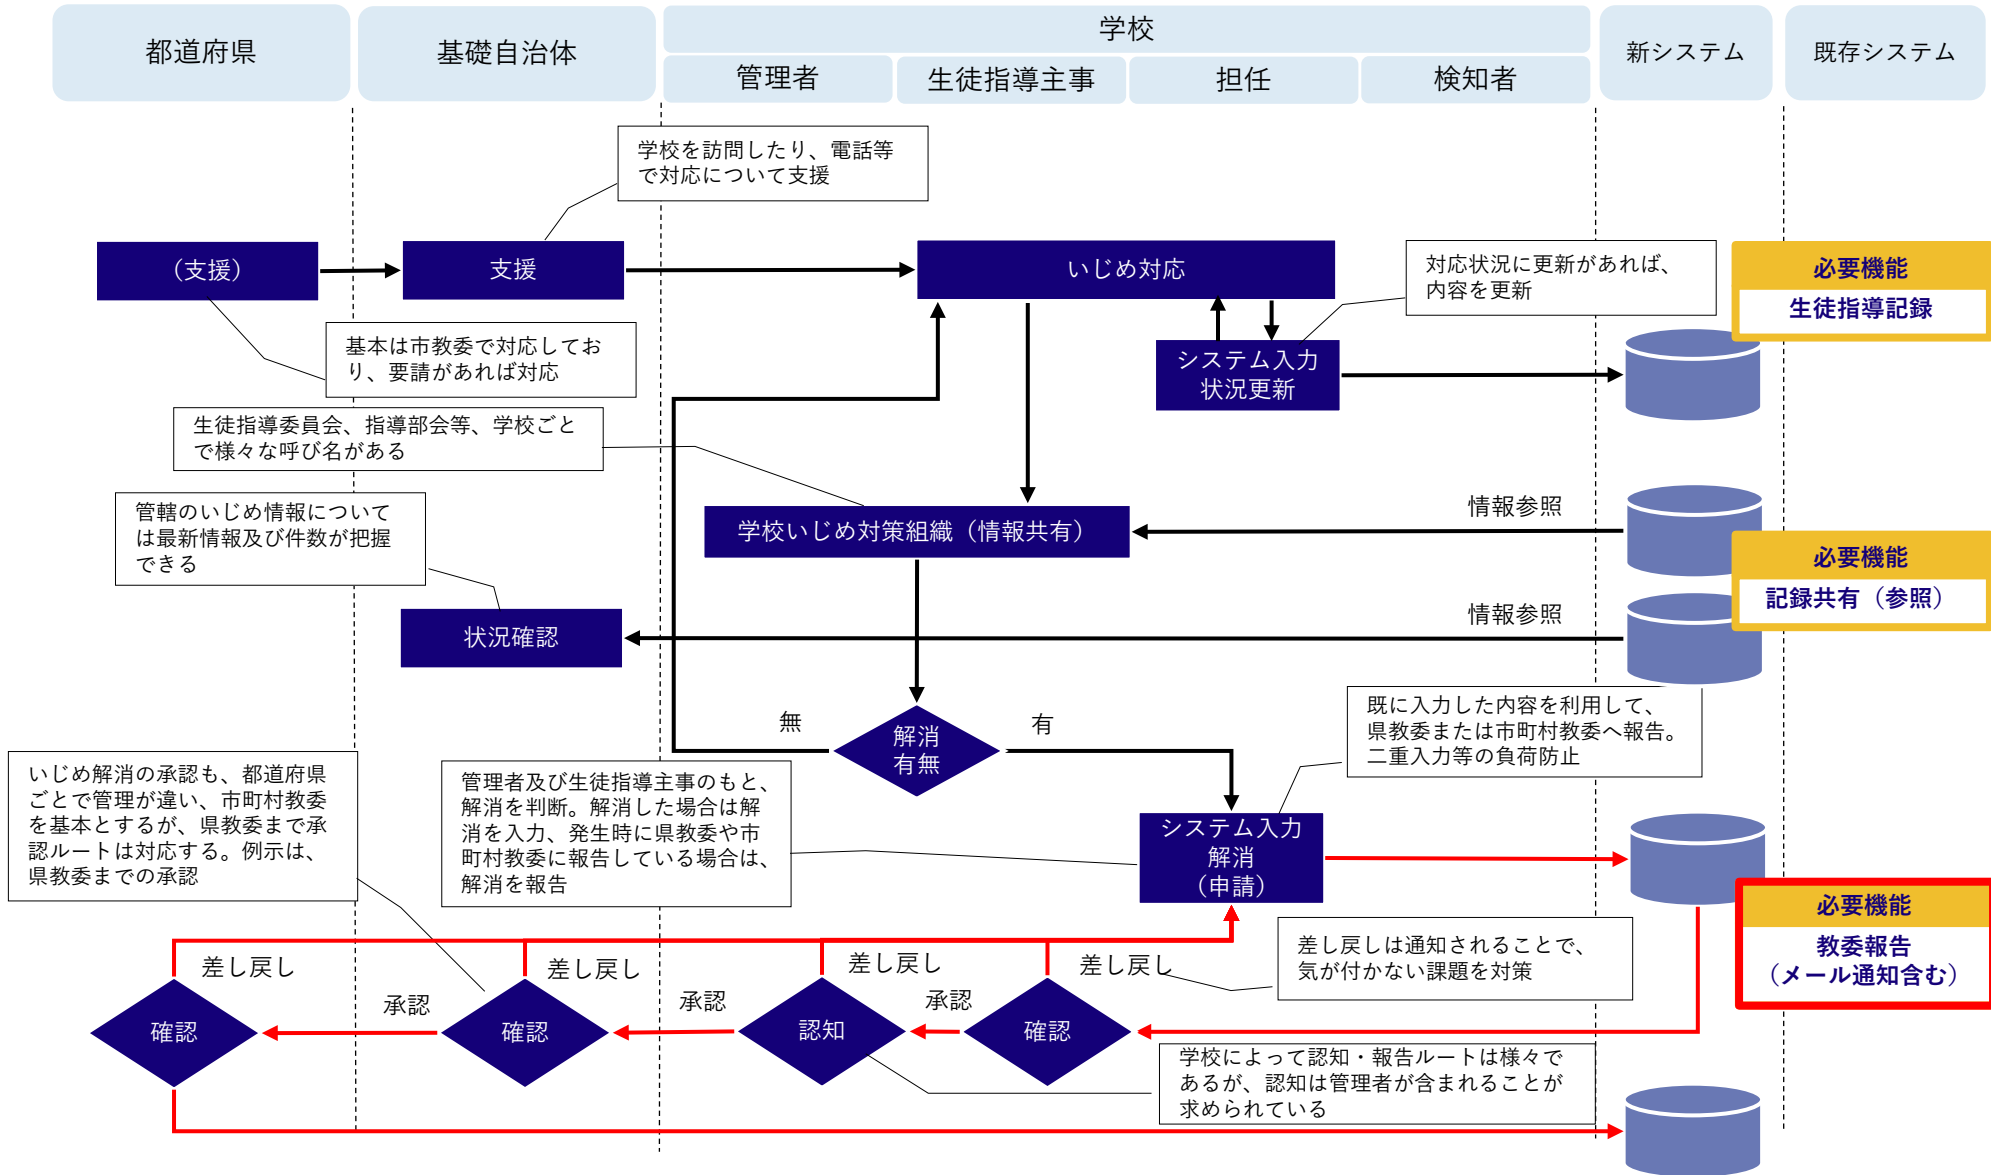 都道府県
基礎自治体
学校
管理者
生徒指導主事
担任
検知者
新システム
既存システム
学校を訪問したり、電話等
で対応について支援
（支援）
支援
いじめ対応
対応状況に更新があれば、
内容を更新
必要機能
生徒指導記録
基本は市教委で対応してお
り、要請があれば対応
システム入力
状況更新
生徒指導委員会、指導部会等、学校ごと
で様々な呼び名がある
管轄のいじめ情報について
は最新情報及び件数が把握
できる
学校いじめ対策組織（情報共有）
情報参照
必要機能
記録共有（参照）
状況確認
情報参照
無
解消
有無
有
既に入力した内容を利用して、
県教委または市町村教委へ報告。
二重入力等の負荷防止
いじめ解消の承認も、都道府県
ごとで管理が違い、市町村教委
を基本とするが、県教委まで承
認ルートは対応する。例示は、
県教委までの承認
管理者及び生徒指導主事のもと、
解消を判断。解消した場合は解
消を入力、発生時に県教委や市
町村教委に報告している場合は、
解消を報告
システム入力
解消
（申請）
必要機能
教委報告
（メール通知含む）
差し戻しは通知されることで、
気が付かない課題を対策
差し戻し
差し戻し
差し戻し
差し戻し
承認
承認
承認
確認
確認
認知
確認
学校によって認知・報告ルートは様々で
あるが、認知は管理者が含まれることが
求められている